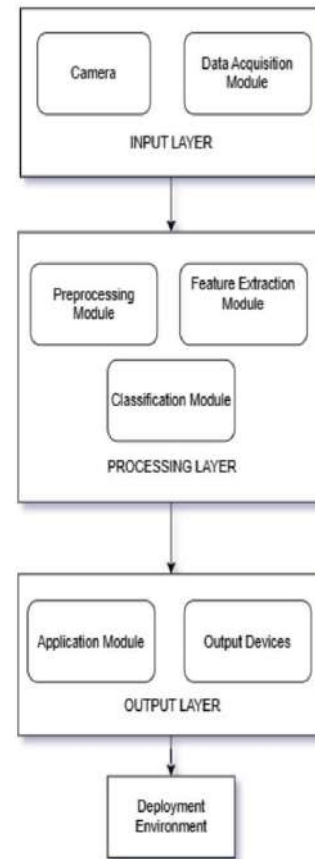 Camera
Data Acquisition
Module
INPUT LAYER
Preprocessing
Module
Feature Extraction
Module
Classification Module
PROCESSING LAYER
Application Module
Output Devices
OUTPUT LAYER
Deployment
Environment